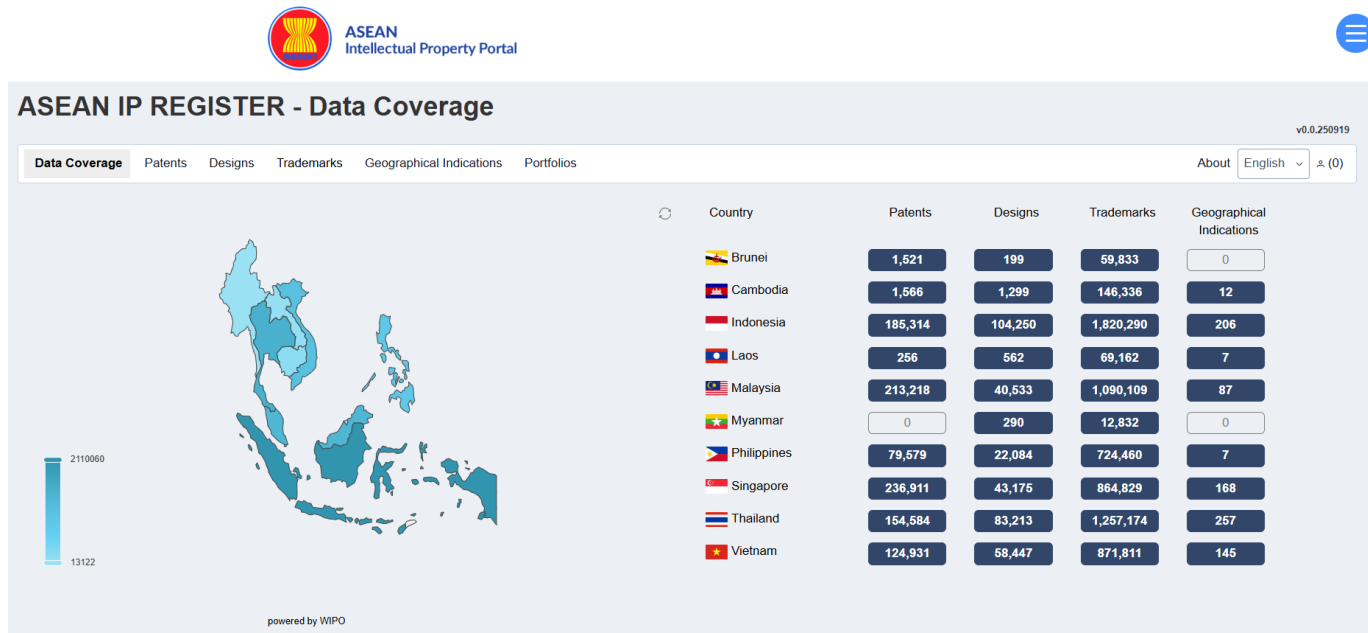 ASEAN
Intellectual Property Portal
ASEAN IP REGISTER - Data Coverage
v0.0.250919
Data Coverage Patents Designs Trademarks Geographical Indications Portfolios About English (0)
Country Patents Designs Trademarks Geographical
Indications
Brunei 1,521 199 59,833 0
Cambodia 1,566 1,299 146,336 12
Indonesia 185,314 104,250 1,820,290 206
Laos 256 562 69,162 7
Malaysia 213,218 40,533 1,090,109 87
Myanmar 0 290 12,832 0
Philippines 79,579 22,084 724,460 7
Singapore 236,911 43,175 864,829 168
Thailand 154,584 83,213 1,257,174 257
Vietnam 124,931 58,447 871,811 145
2110060
13122
powered by WIPO